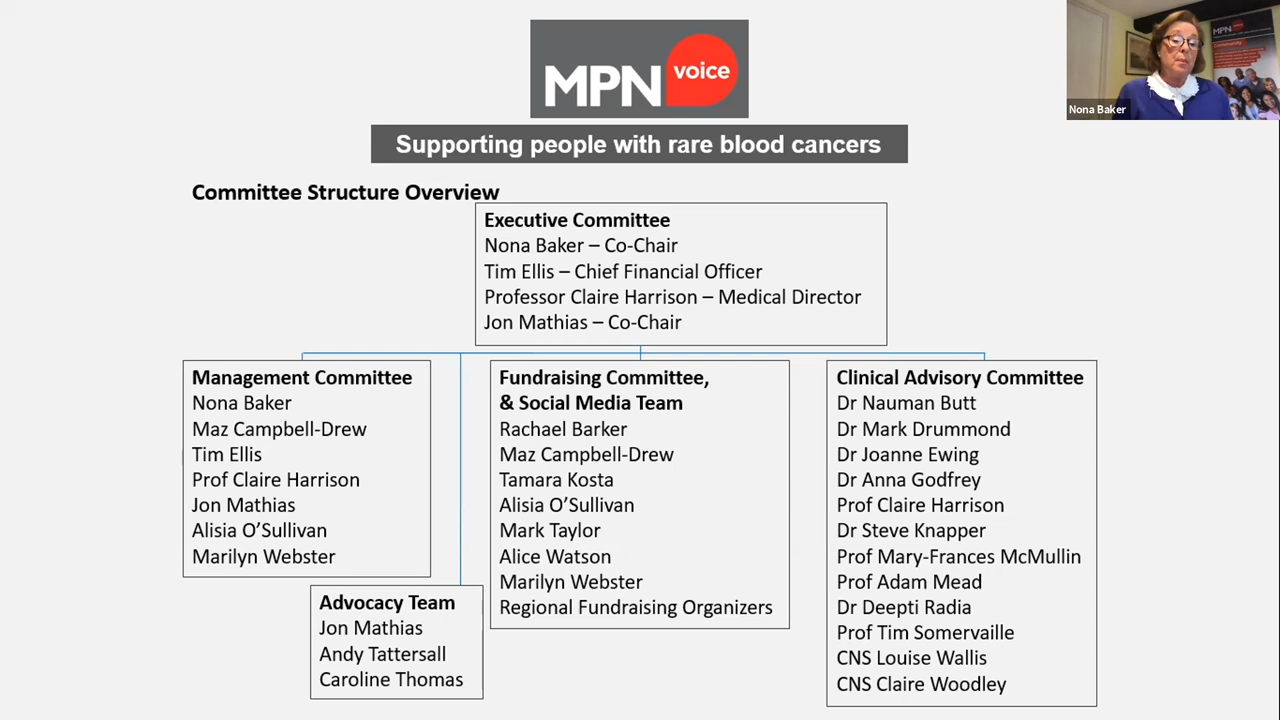 MPN voice
Supporting people with rare blood cancers
Nona Baker
Committee Structure Overview
Executive Committee
Nona Baker – Co-Chair
Tim Ellis – Chief Financial Officer
Professor Claire Harrison – Medical Director
Jon Mathias – Co-Chair
Management Committee
Nona Baker
Maz Campbell-Drew
Tim Ellis
Prof Claire Harrison
Jon Mathias
Alisia O’Sullivan
Marilyn Webster
Advocacy Team
Jon Mathias
Andy Tattersall
Caroline Thomas
Fundraising Committee,
& Social Media Team
Rachael Barker
Maz Campbell-Drew
Tamara Kosta
Alisia O’Sullivan
Mark Taylor
Alice Watson
Marilyn Webster
Regional Fundraising Organizers
Clinical Advisory Committee
Dr Nauman Butt
Dr Mark Drummond
Dr Joanne Ewing
Dr Anna Godfrey
Prof Claire Harrison
Dr Steve Knapper
Prof Mary-Frances McMullin
Prof Adam Mead
Dr Deepti Radia
Prof Tim Somervaille
CNS Louise Wallis
CNS Claire Woodley
MPN voice
Community